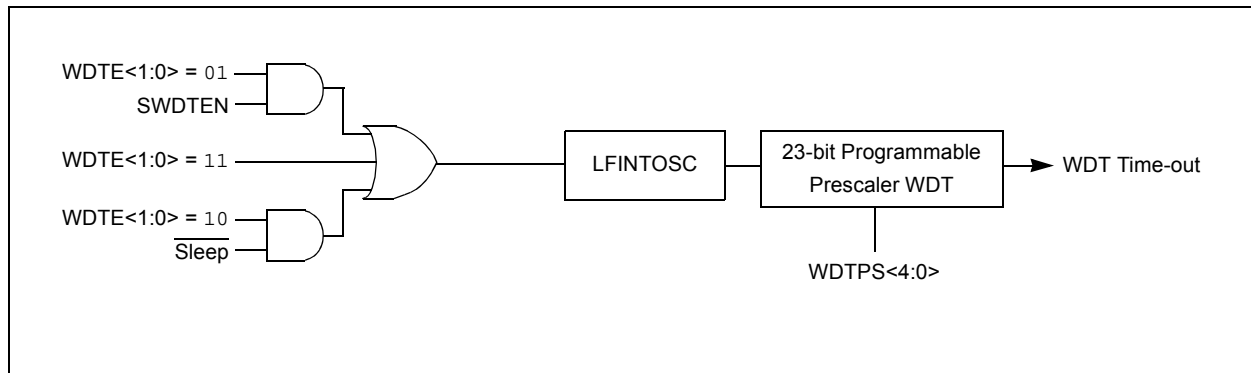 WDTE<1:0> = 01
SWDTEN
WDTE<1:0> = 11
WDTE<1:0> = 10
Sleep
LFINTOSC
23-bit Programmable
Prescaler WDT
WDT Time-out
WDTPS<4:0>